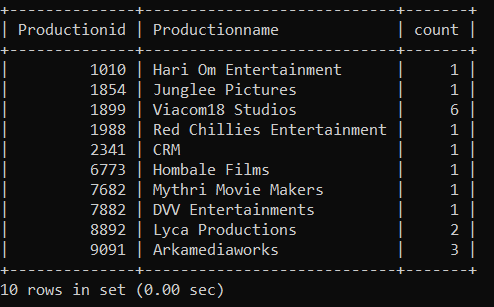 +--------------+---------------------------+-------+
| Productionid | Productionname            | count |
+--------------+---------------------------+-------+
|         1010 | Hari Om Entertainment     |     1 |
|         1854 | Junglee Pictures          |     1 |
|         1899 | Viacom18 Studios          |     6 |
|         1988 | Red Chillies Entertainment |     1 |
|         2341 | CRM                       |     1 |
|         6773 | Hombale Films             |     1 |
|         7682 | Mythri Movie Makers       |     1 |
|         7882 | DVV Entertainments        |     1 |
|         8892 | Lyca Productions          |     2 |
|         9091 | Arkamediaworks            |     3 |
+--------------+---------------------------+-------+
10 rows in set (0.00 sec)